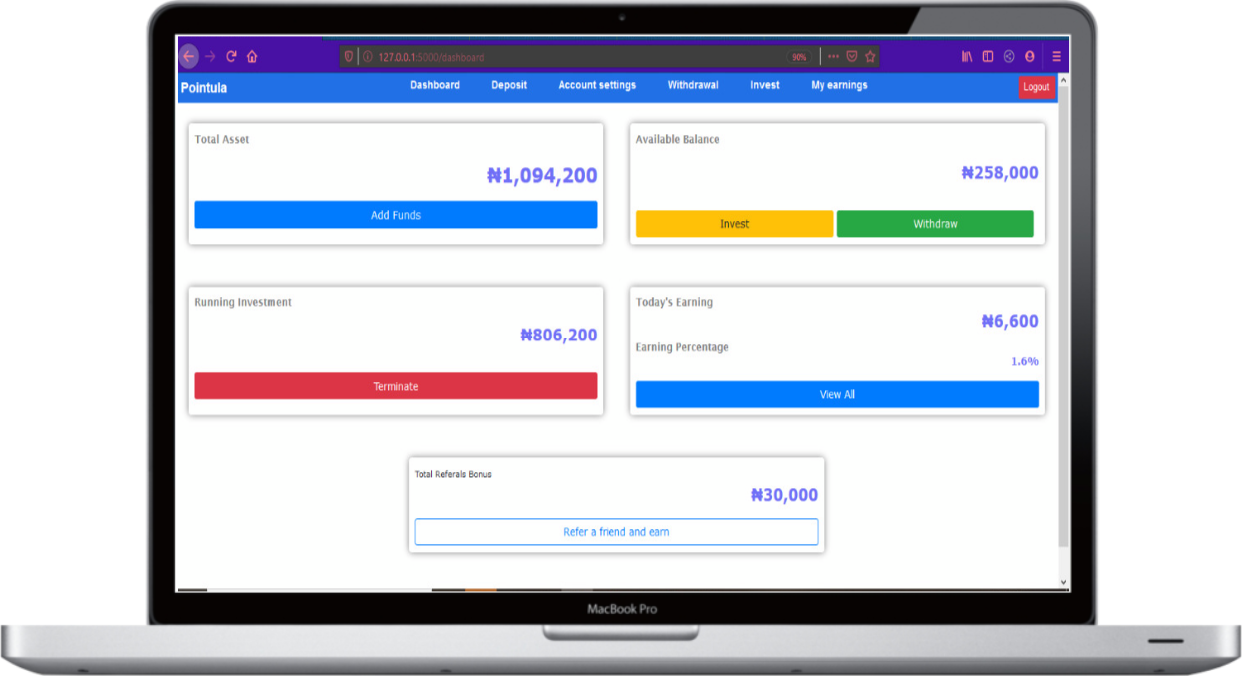 127.0.0.1:5000/dashboard
90%
Pointula
Dashboard Deposit Account settings Withdrawal Invest My earnings
Logout
Total Asset
₦1,094,200
Add Funds
Available Balance
₦258,000
Invest Withdraw
Running Investment
₦806,200
Terminate
Today's Earning
₦6,600
Earning Percentage
1.6%
View All
Total Referals Bonus
₦30,000
Refer a friend and earn
MacBook Pro